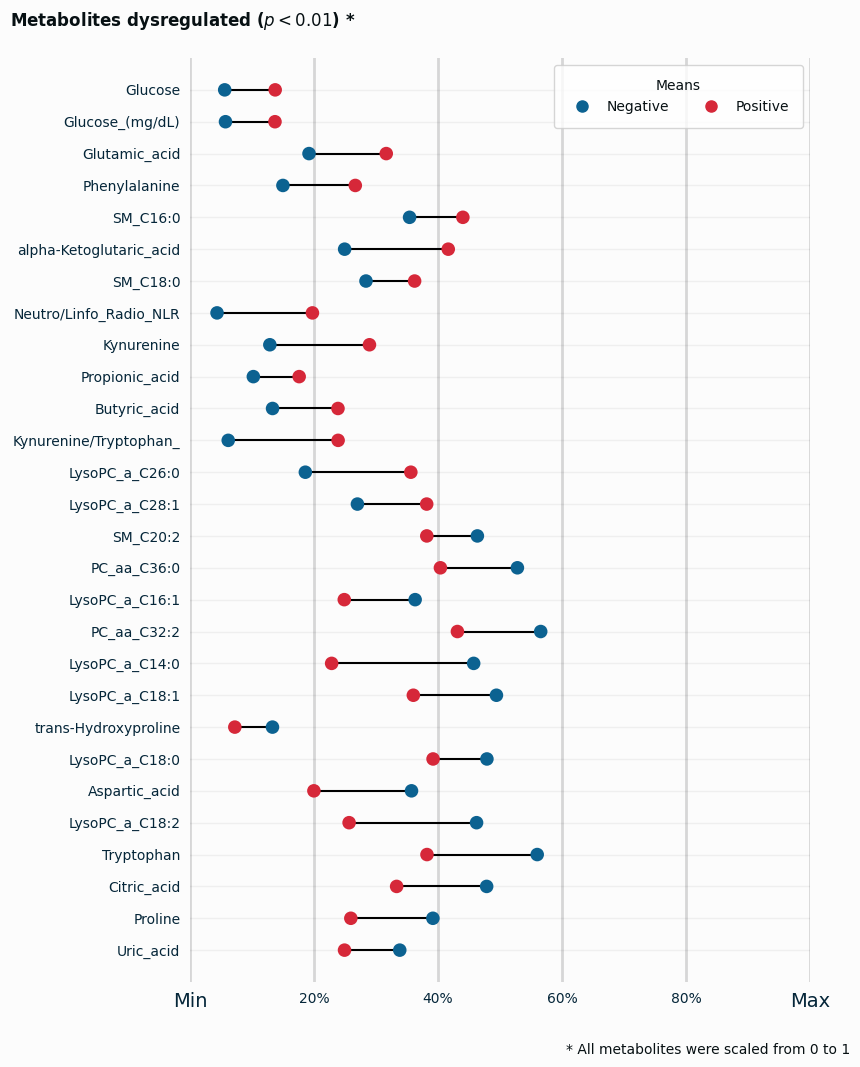 Metabolites dysregulated (p < 0.01) *
Means
Negative Positive
Glucose
Glucose_(mg/dL)
Glutamic_acid
Phenylalanine
SM_C16:0
alpha-Ketoglutaric_acid
SM_C18:0
Neutro/Linfo_Radio_NLR
Kynurenine
Propionic_acid
Butyric_acid
Kynurenine/Tryptophan_
LysoPC_a_C26:0
LysoPC_a_C28:1
SM_C20:2
PC_aa_C36:0
LysoPC_a_C16:1
PC_aa_C32:2
LysoPC_a_C14:0
LysoPC_a_C18:1
trans-Hydroxyproline
LysoPC_a_C18:0
Aspartic_acid
LysoPC_a_C18:2
Tryptophan
Citric_acid
Proline
Uric_acid
Min 20% 40% 60% 80% Max
* All metabolites were scaled from 0 to 1